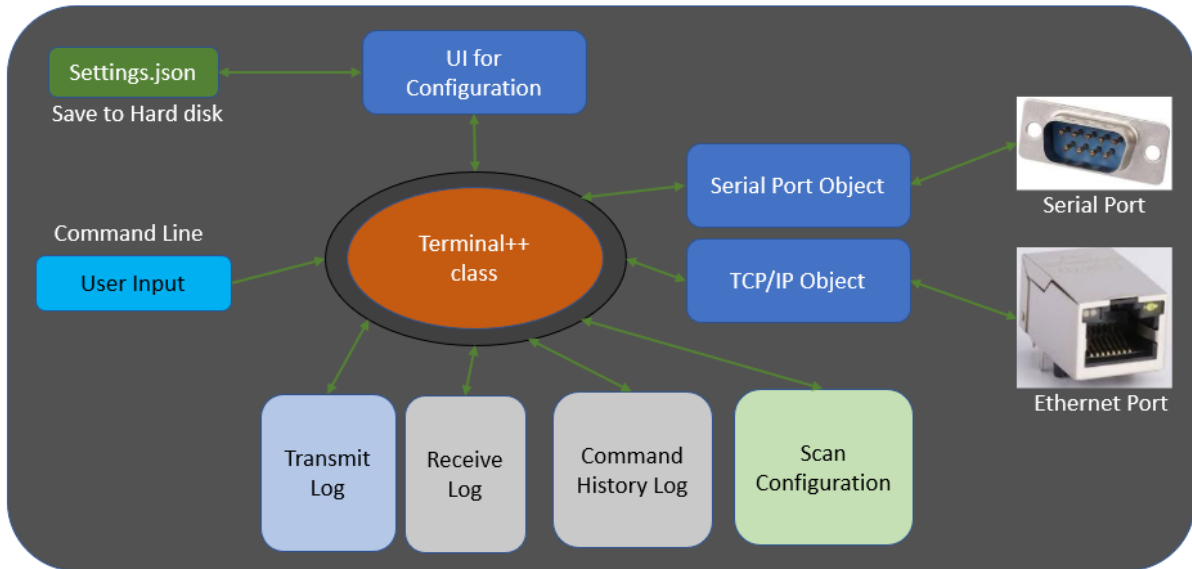 Settings.json
Save to Hard disk
UI for
Configuration
Serial Port Object
Serial Port
Command Line
User Input
Terminal++
class
TCP/IP Object
Ethernet Port
Transmit
Log
Receive
Log
Command
History Log
Scan
Configuration